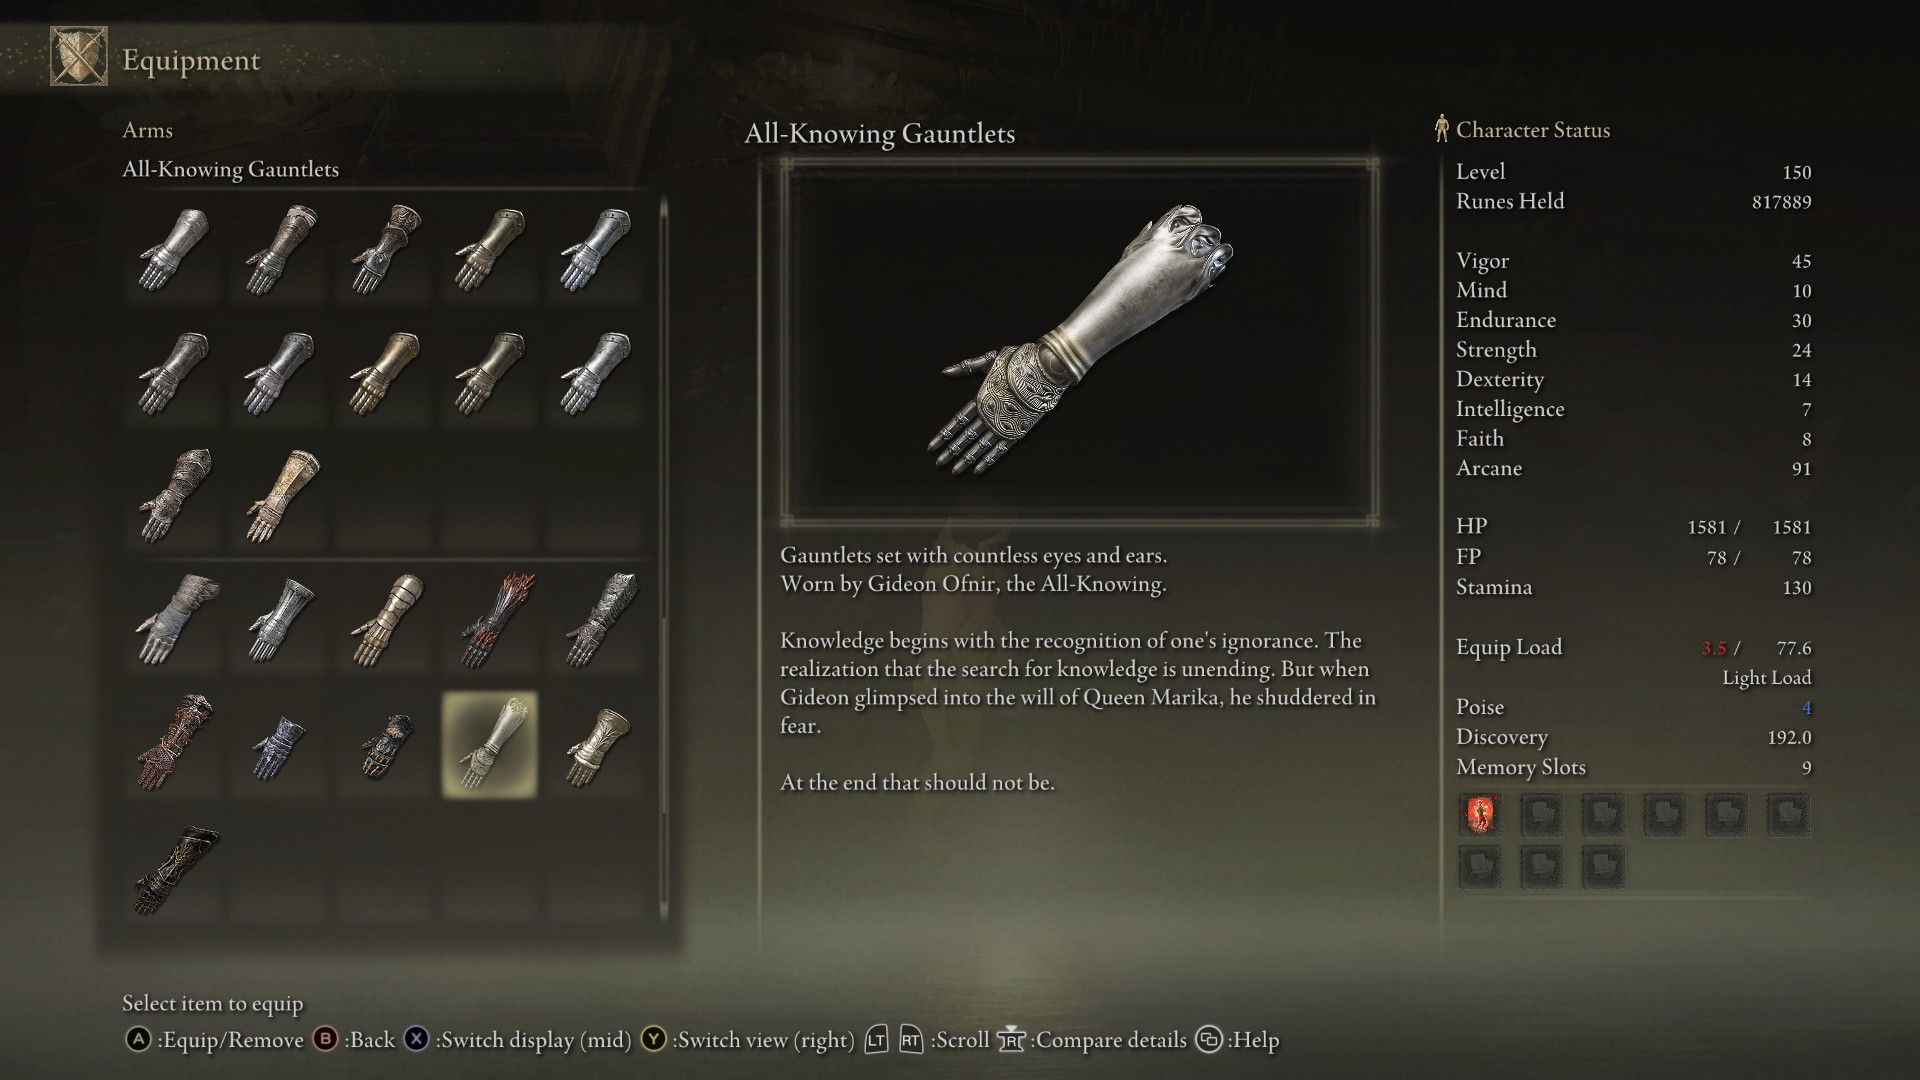 Equipment
Arms
All-Knowing Gauntlets
All-Knowing Gauntlets
Gauntlets set with countless eyes and ears.
Worn by Gideon Ofnir, the All-Knowing.
Knowledge begins with the recognition of one's ignorance. The
realization that the search for knowledge is unending. But when
Gideon glimpsed into the will of Queen Marika, he shuddered in
fear.
At the end that should not be.
Character Status
Level 150
Runes Held 817889
Vigor 45
Mind 10
Endurance 30
Strength 24
Dexterity 14
Intelligence 7
Faith 8
Arcane 91
HP 1581 / 1581
FP 78 / 78
Stamina 130
Equip Load 3.5 / 77.6
Light Load
Poise 4
Discovery 192.0
Memory Slots 9
Select item to equip
A :Equip/Remove B :Back X :Switch display (mid) Y :Switch view (right) LT RT :Scroll R :Compare details :Help